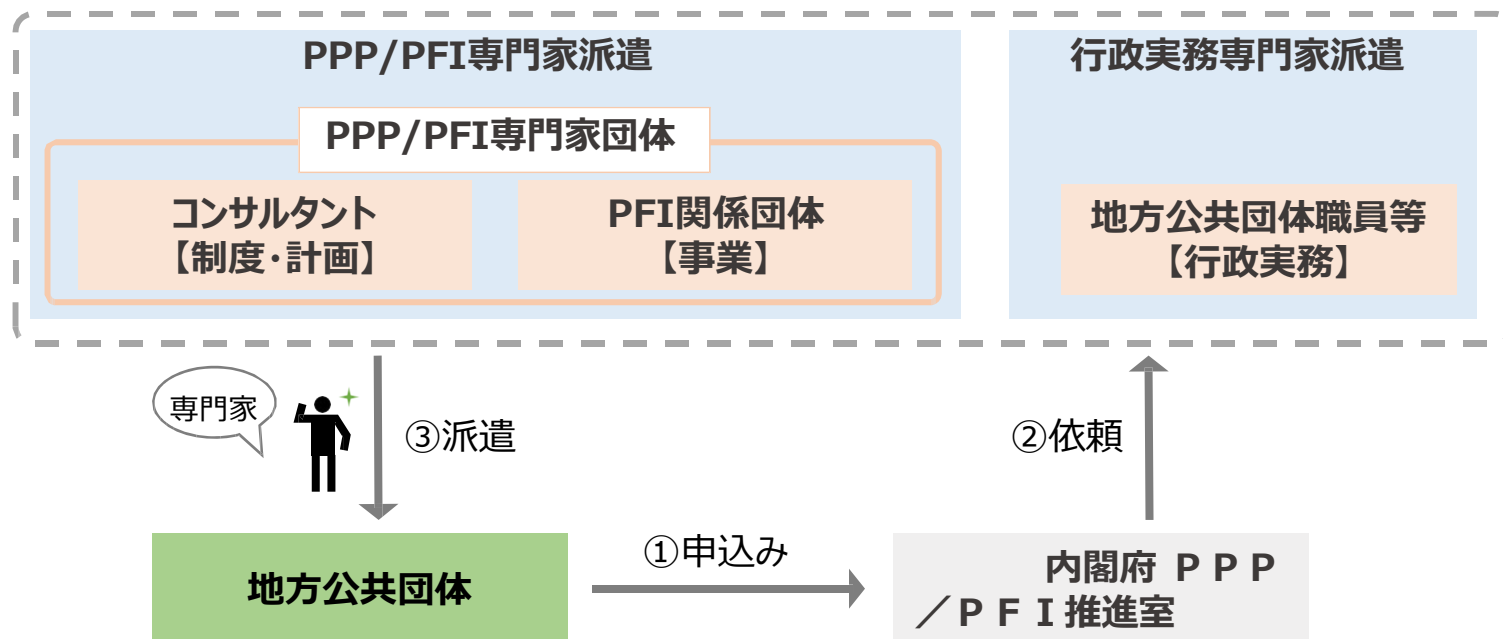 PPP/PFI専門家派遣
PPP/PFI専門家団体
コンサルタント
【制度・計画】
PFI関係団体
【事業】
行政実務専門家派遣
地方公共団体職員等
【行政実務】
専門家
③派遣
②依頼
地方公共団体
①申込み
内閣府 ＰＰＰ
／ＰＦＩ推進室